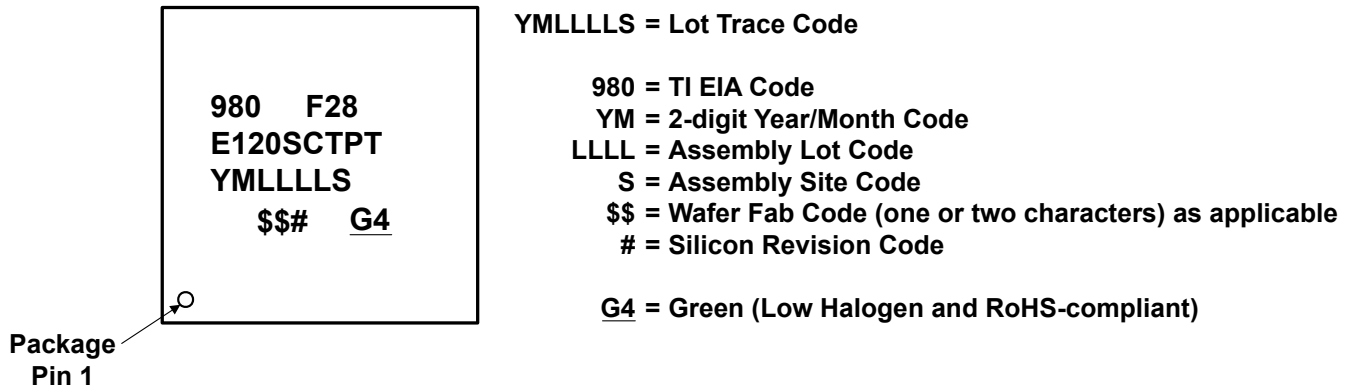 980 F28
E120SCTPT
YMLLLLS
$$# G4
Package
Pin 1
YMLLLLS = Lot Trace Code
980 = TI EIA Code
YM = 2-digit Year/Month Code
LLLL = Assembly Lot Code
S = Assembly Site Code
$$ = Wafer Fab Code (one or two characters) as applicable
# = Silicon Revision Code
G4 = Green (Low Halogen and RoHS-compliant)